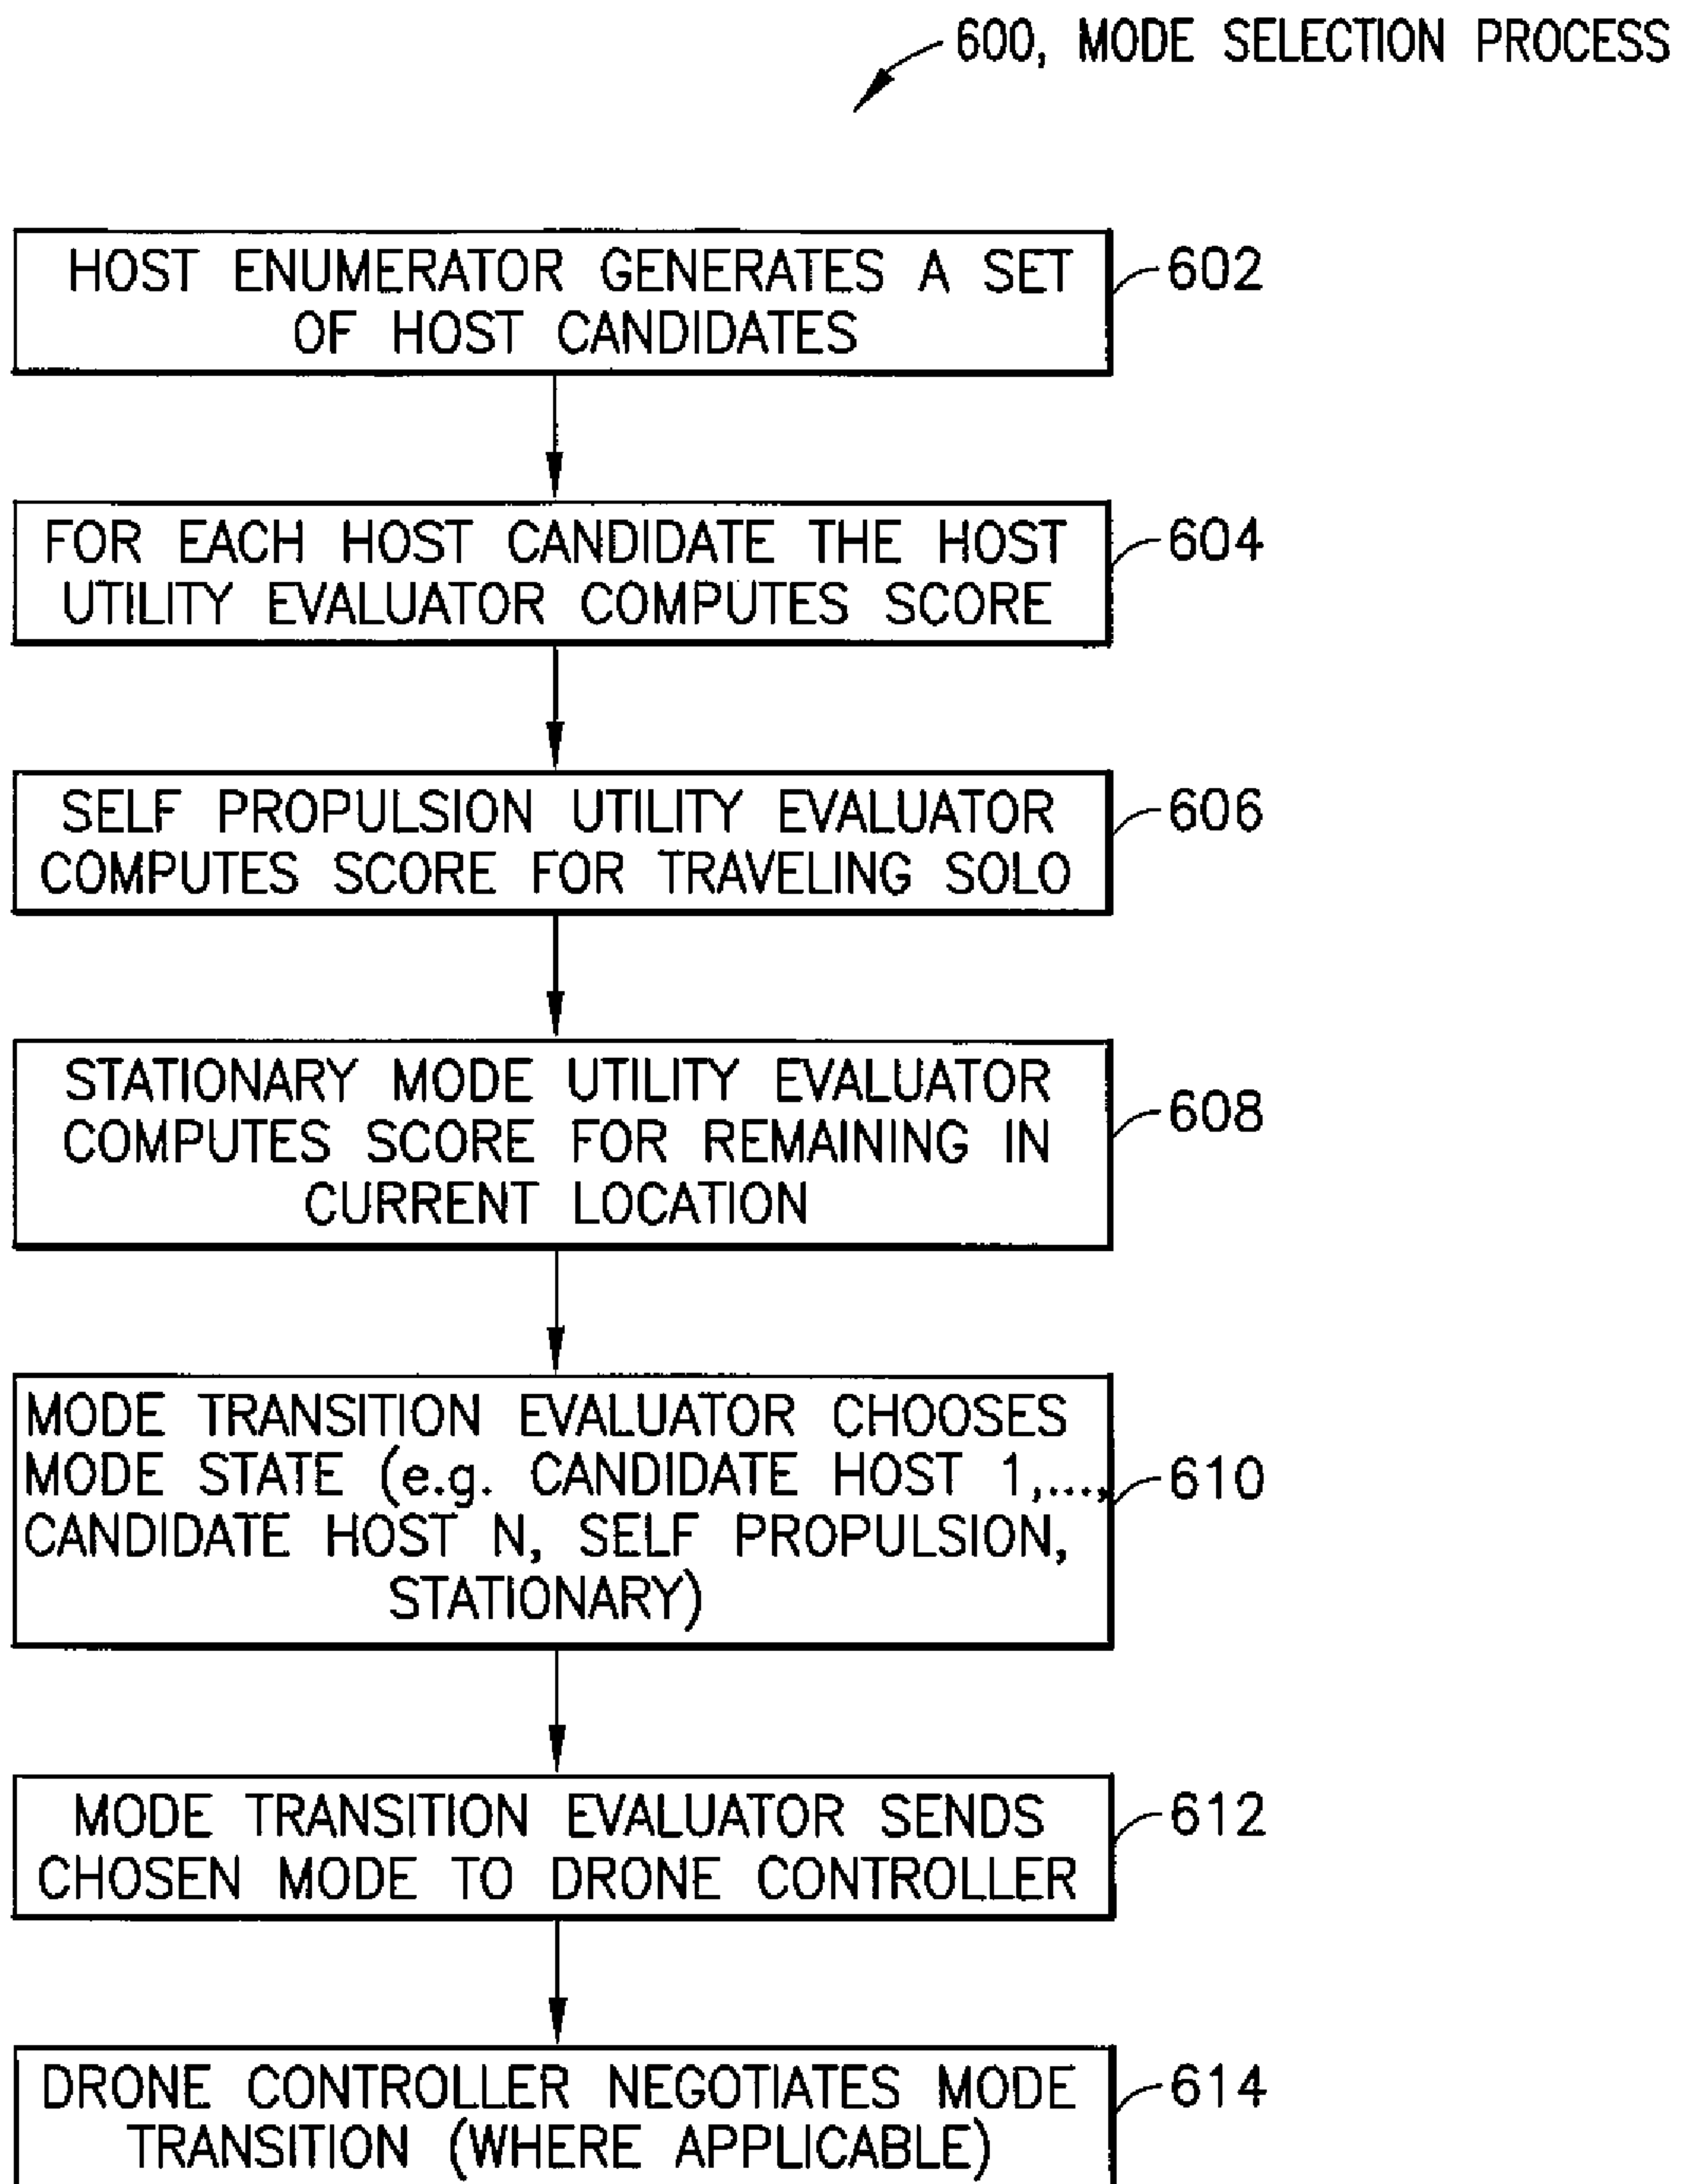 600, MODE SELECTION PROCESS
HOST ENUMERATOR GENERATES A SET
OF HOST CANDIDATES
602
FOR EACH HOST CANDIDATE THE HOST
UTILITY EVALUATOR COMPUTES SCORE
604
SELF PROPULSION UTILITY EVALUATOR
COMPUTES SCORE FOR TRAVELING SOLO
606
STATIONARY MODE UTILITY EVALUATOR
COMPUTES SCORE FOR REMAINING IN
CURRENT LOCATION
608
MODE TRANSITION EVALUATOR CHOOSES
MODE STATE (e.g. CANDIDATE HOST 1,...,
CANDIDATE HOST N, SELF PROPULSION,
STATIONARY)
610
MODE TRANSITION EVALUATOR SENDS
CHOSEN MODE TO DRONE CONTROLLER
612
DRONE CONTROLLER NEGOTIATES MODE
TRANSITION (WHERE APPLICABLE)
614